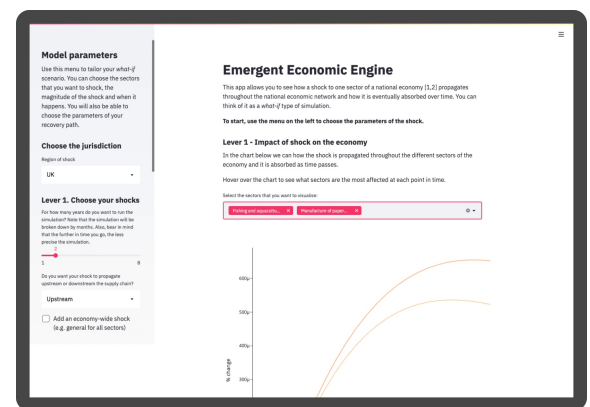 Model parameters
Use this menu to tailor your what-if
scenario. You can choose the sectors
that you want to shock, the
magnitude of the shock and when it
happens. You will also be able to
choose the parameters of your
recovery path.
Choose the jurisdiction
Region of shock
UK
Lever 1. Choose your shocks
For how many years do you want to run the
simulation? Note that the simulation will be
broken down by months. Also, bear in mind
that the further in time you go, the less
precise the simulation.
2
1 8
Do you want your shock to propagate
upstream or downstream the supply chain?
Upstream
Add an economy-wide shock
(e.g. general for all sectors)
Emergent Economic Engine
This app allows you to see how a shock to one sector of a national economy [1,2] propagates
throughout the national economic network and how it is eventually absorbed over time. You can
think of it as a what-if type of simulation.
To start, use the menu on the left to choose the parameters of the shock.
Lever 1 - Impact of shock on the economy
In the chart below we can how the shock is propagated throughout the different sectors of the
economy and it is absorbed as time passes.
Hover over the chart to see what sectors are the most affected at each point in time.
Select the sectors that you want to visualise:
Fishing and aquacultu... × Manufacture of paper... ×
600μ
500μ
400μ
300μ
% change